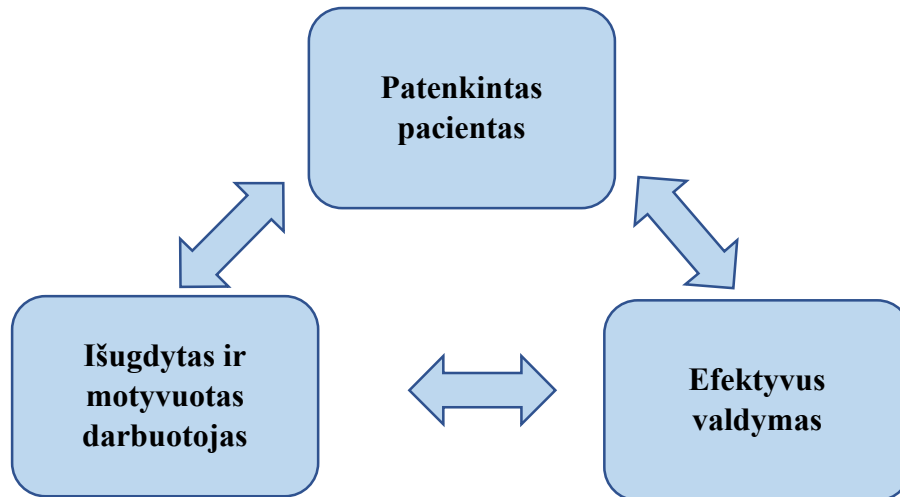 Patenkintas
pacientas
Išugdytas ir
motyvuotas
darbuotojas
Efektyvus
valdymas